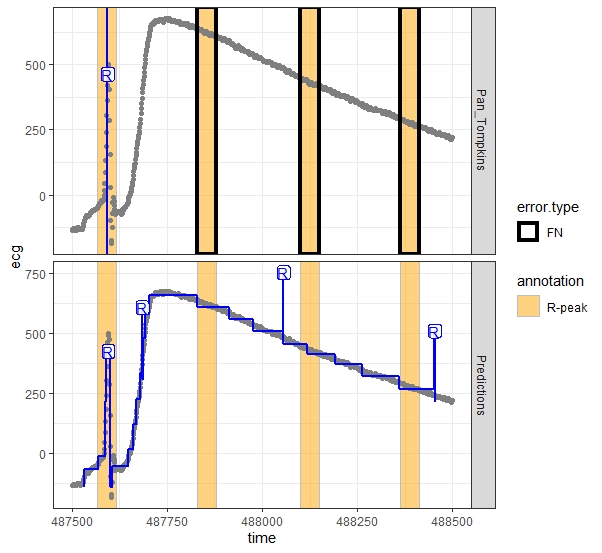 500
250
0
R
Pan_Tompkins
ecg
750
500
250
0
R
R
R
R
Predictions
487500
487750
488000
488250
488500
time
error.type
FN
annotation
R-peak